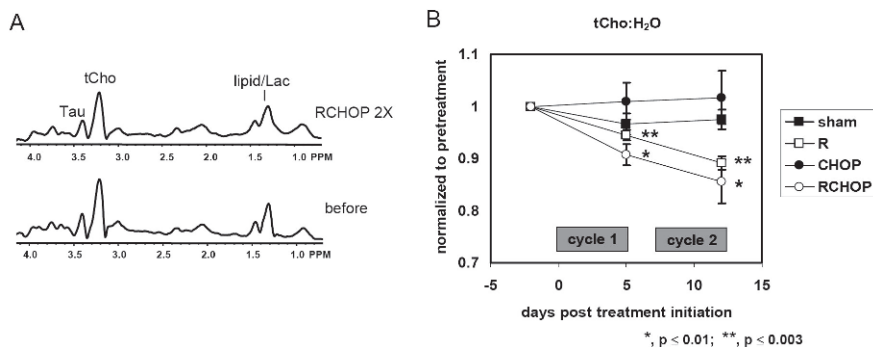 A
tCho
lipid/Lac
Tau
RCHOP 2X
4.0 3.5 3.0 2.5 2.0 1.5 1.0 PPM
before
4.0 3.5 3.0 2.5 2.0 1.5 1.0 PPM
B
tCho:H₂O
normalized to pretreatment
1.1
1
0.9
0.8
0.7
**
*
**
*
cycle 1 cycle 2
-5 0 5 10 15
days post treatment initiation
*, p ≤ 0.01; **, p ≤ 0.003
sham
R
CHOP
RCHOP